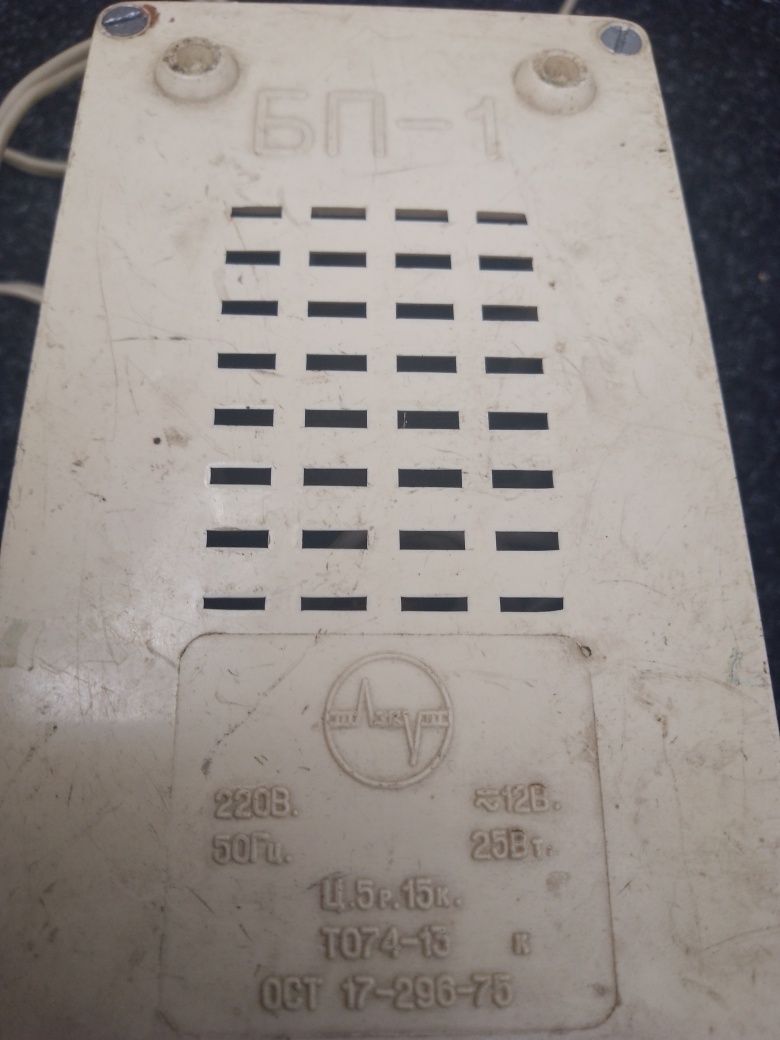 БП-1
220В. ≂12В.
50Гц. 25Вт.
Ц.5р.15к.
ТО74-13 к
ОСТ 17-296-75